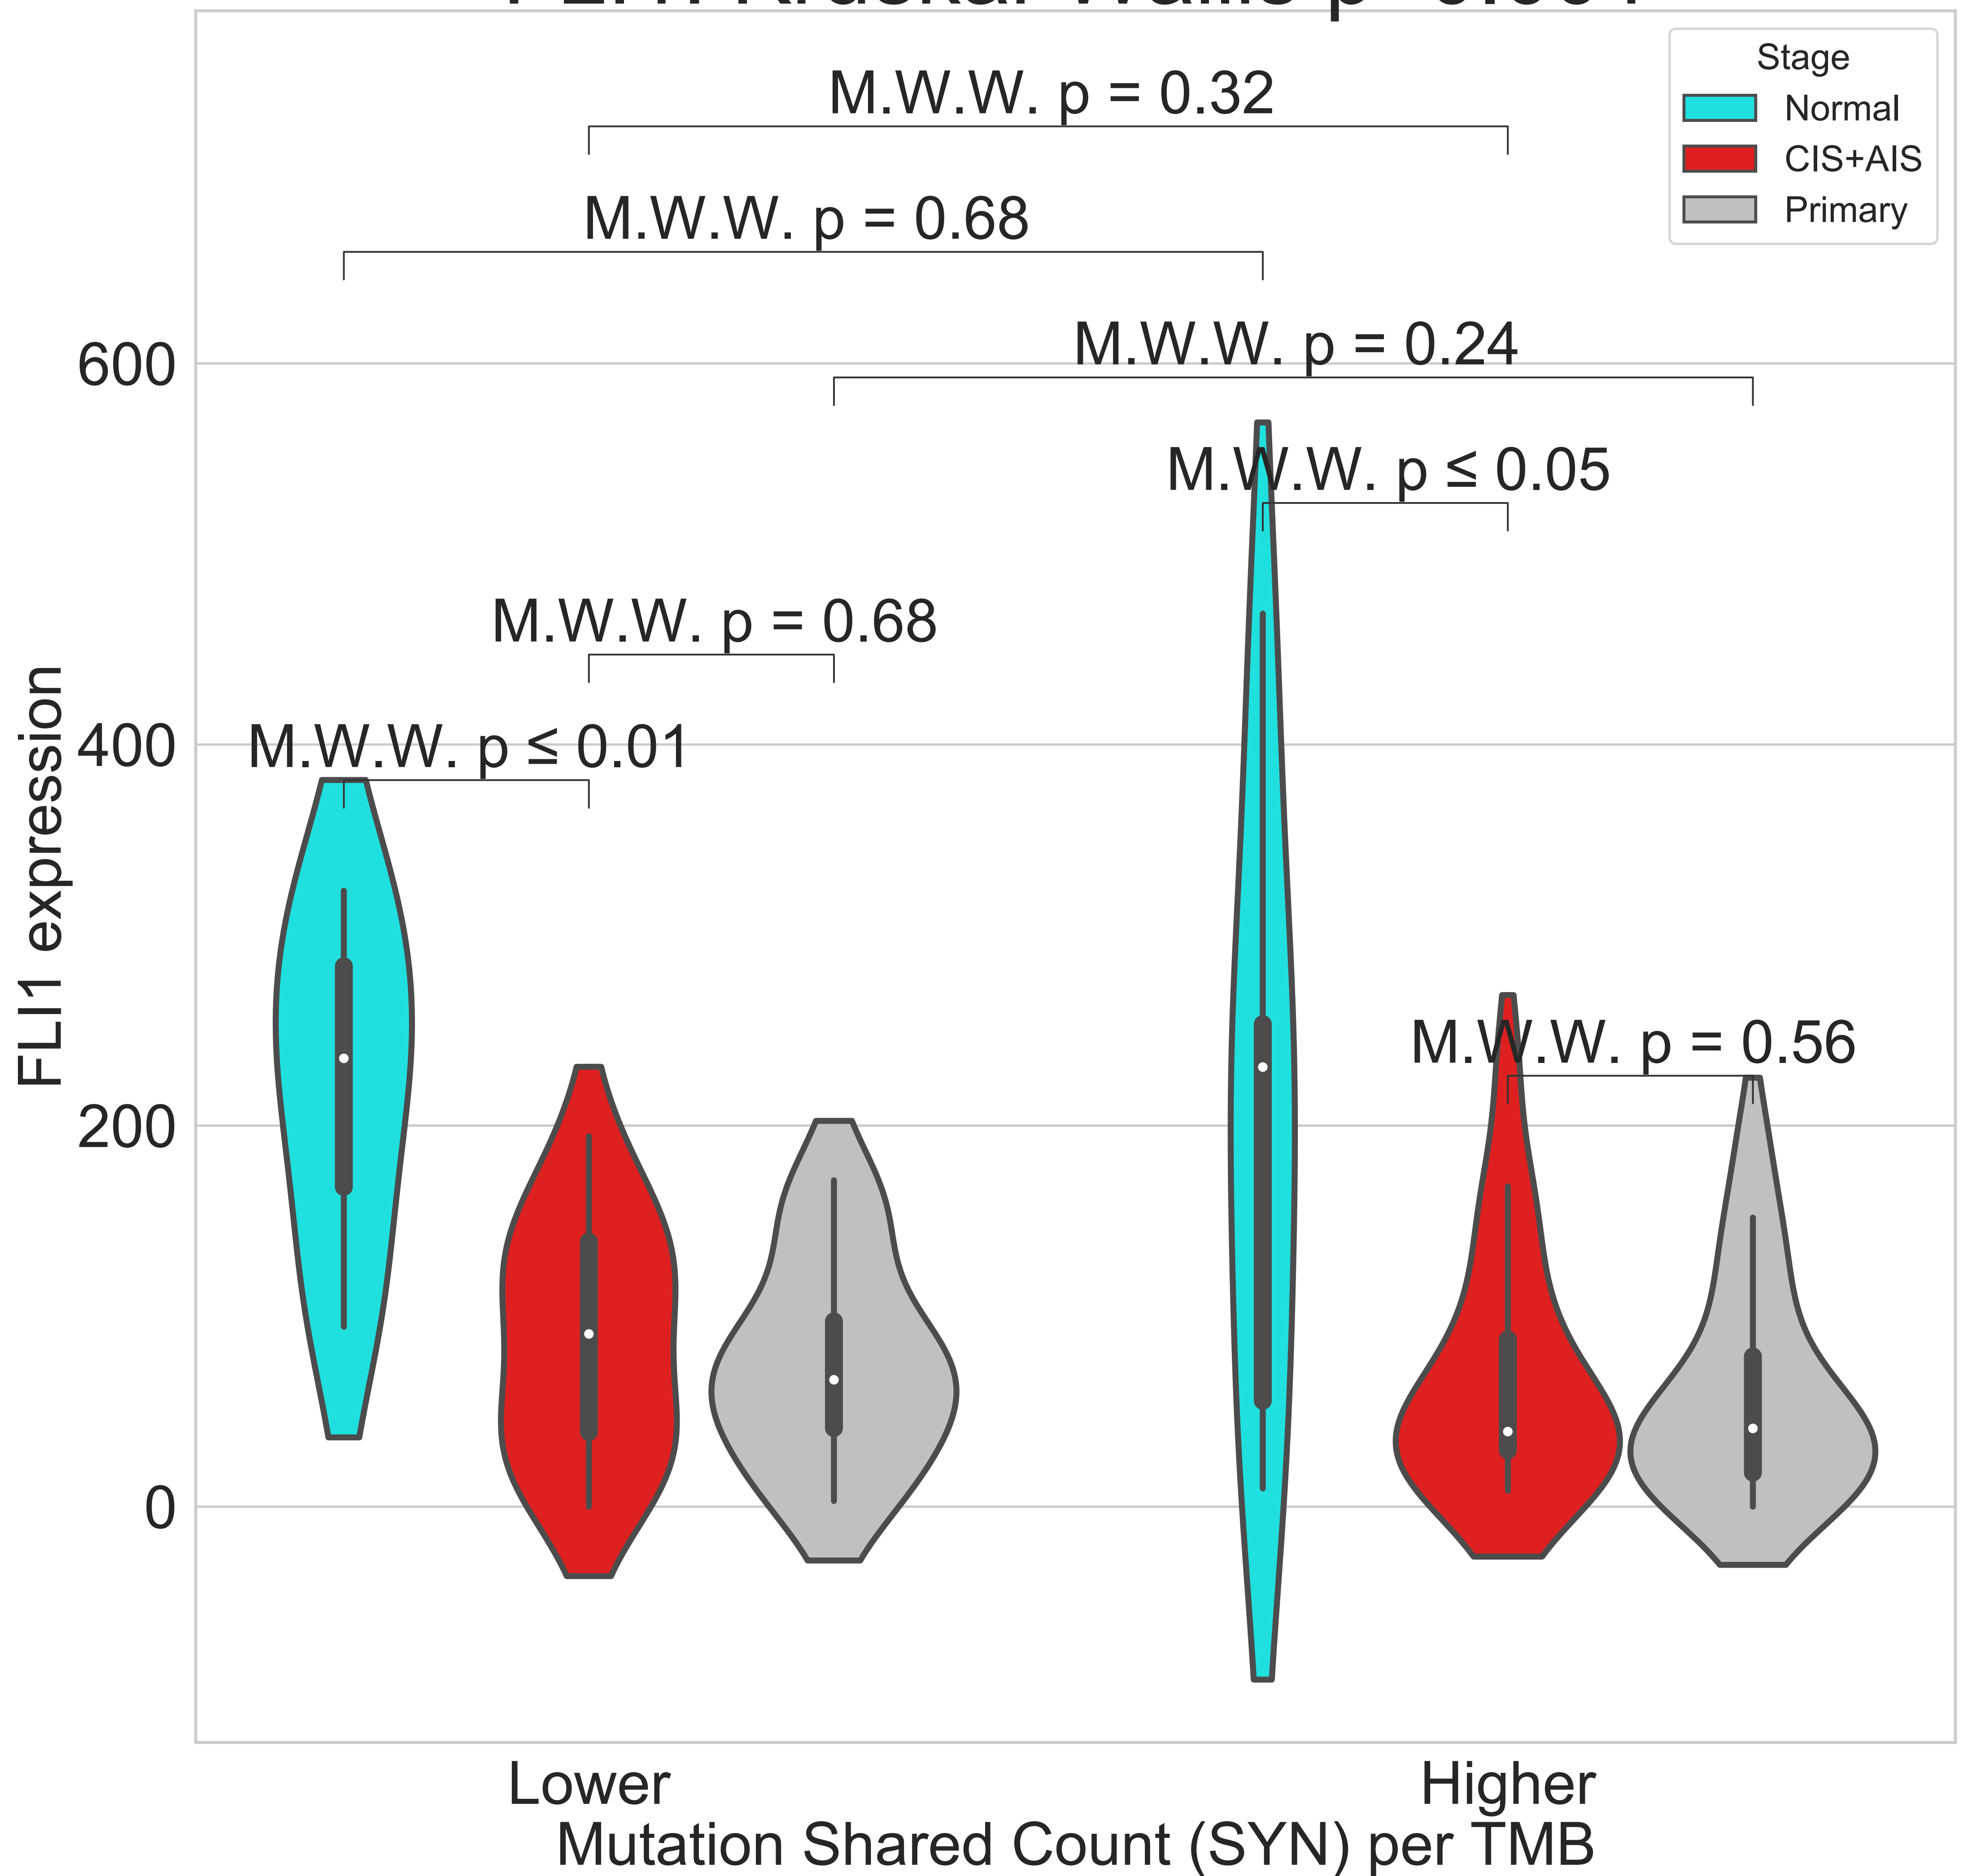 Stage
Normal
CIS+AIS
Primary
M.W.W. p = 0.32
M.W.W. p = 0.68
M.W.W. p = 0.24
M.W.W. p ≤ 0.05
M.W.W. p = 0.68
M.W.W. p ≤ 0.01
M.W.W. p = 0.56
600
400
200
0
FLI1 expression
Lower
Higher
Mutation Shared Count (SYN) per TMB